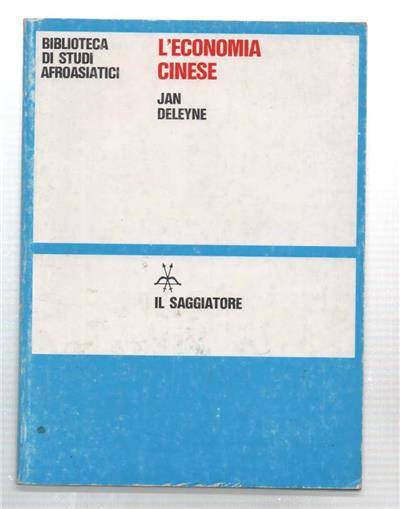 BIBLIOTECA
DI STUDI
AFROASIATICI
L'ECONOMIA
CINESE
JAN
DELEYNE
IL SAGGIATORE